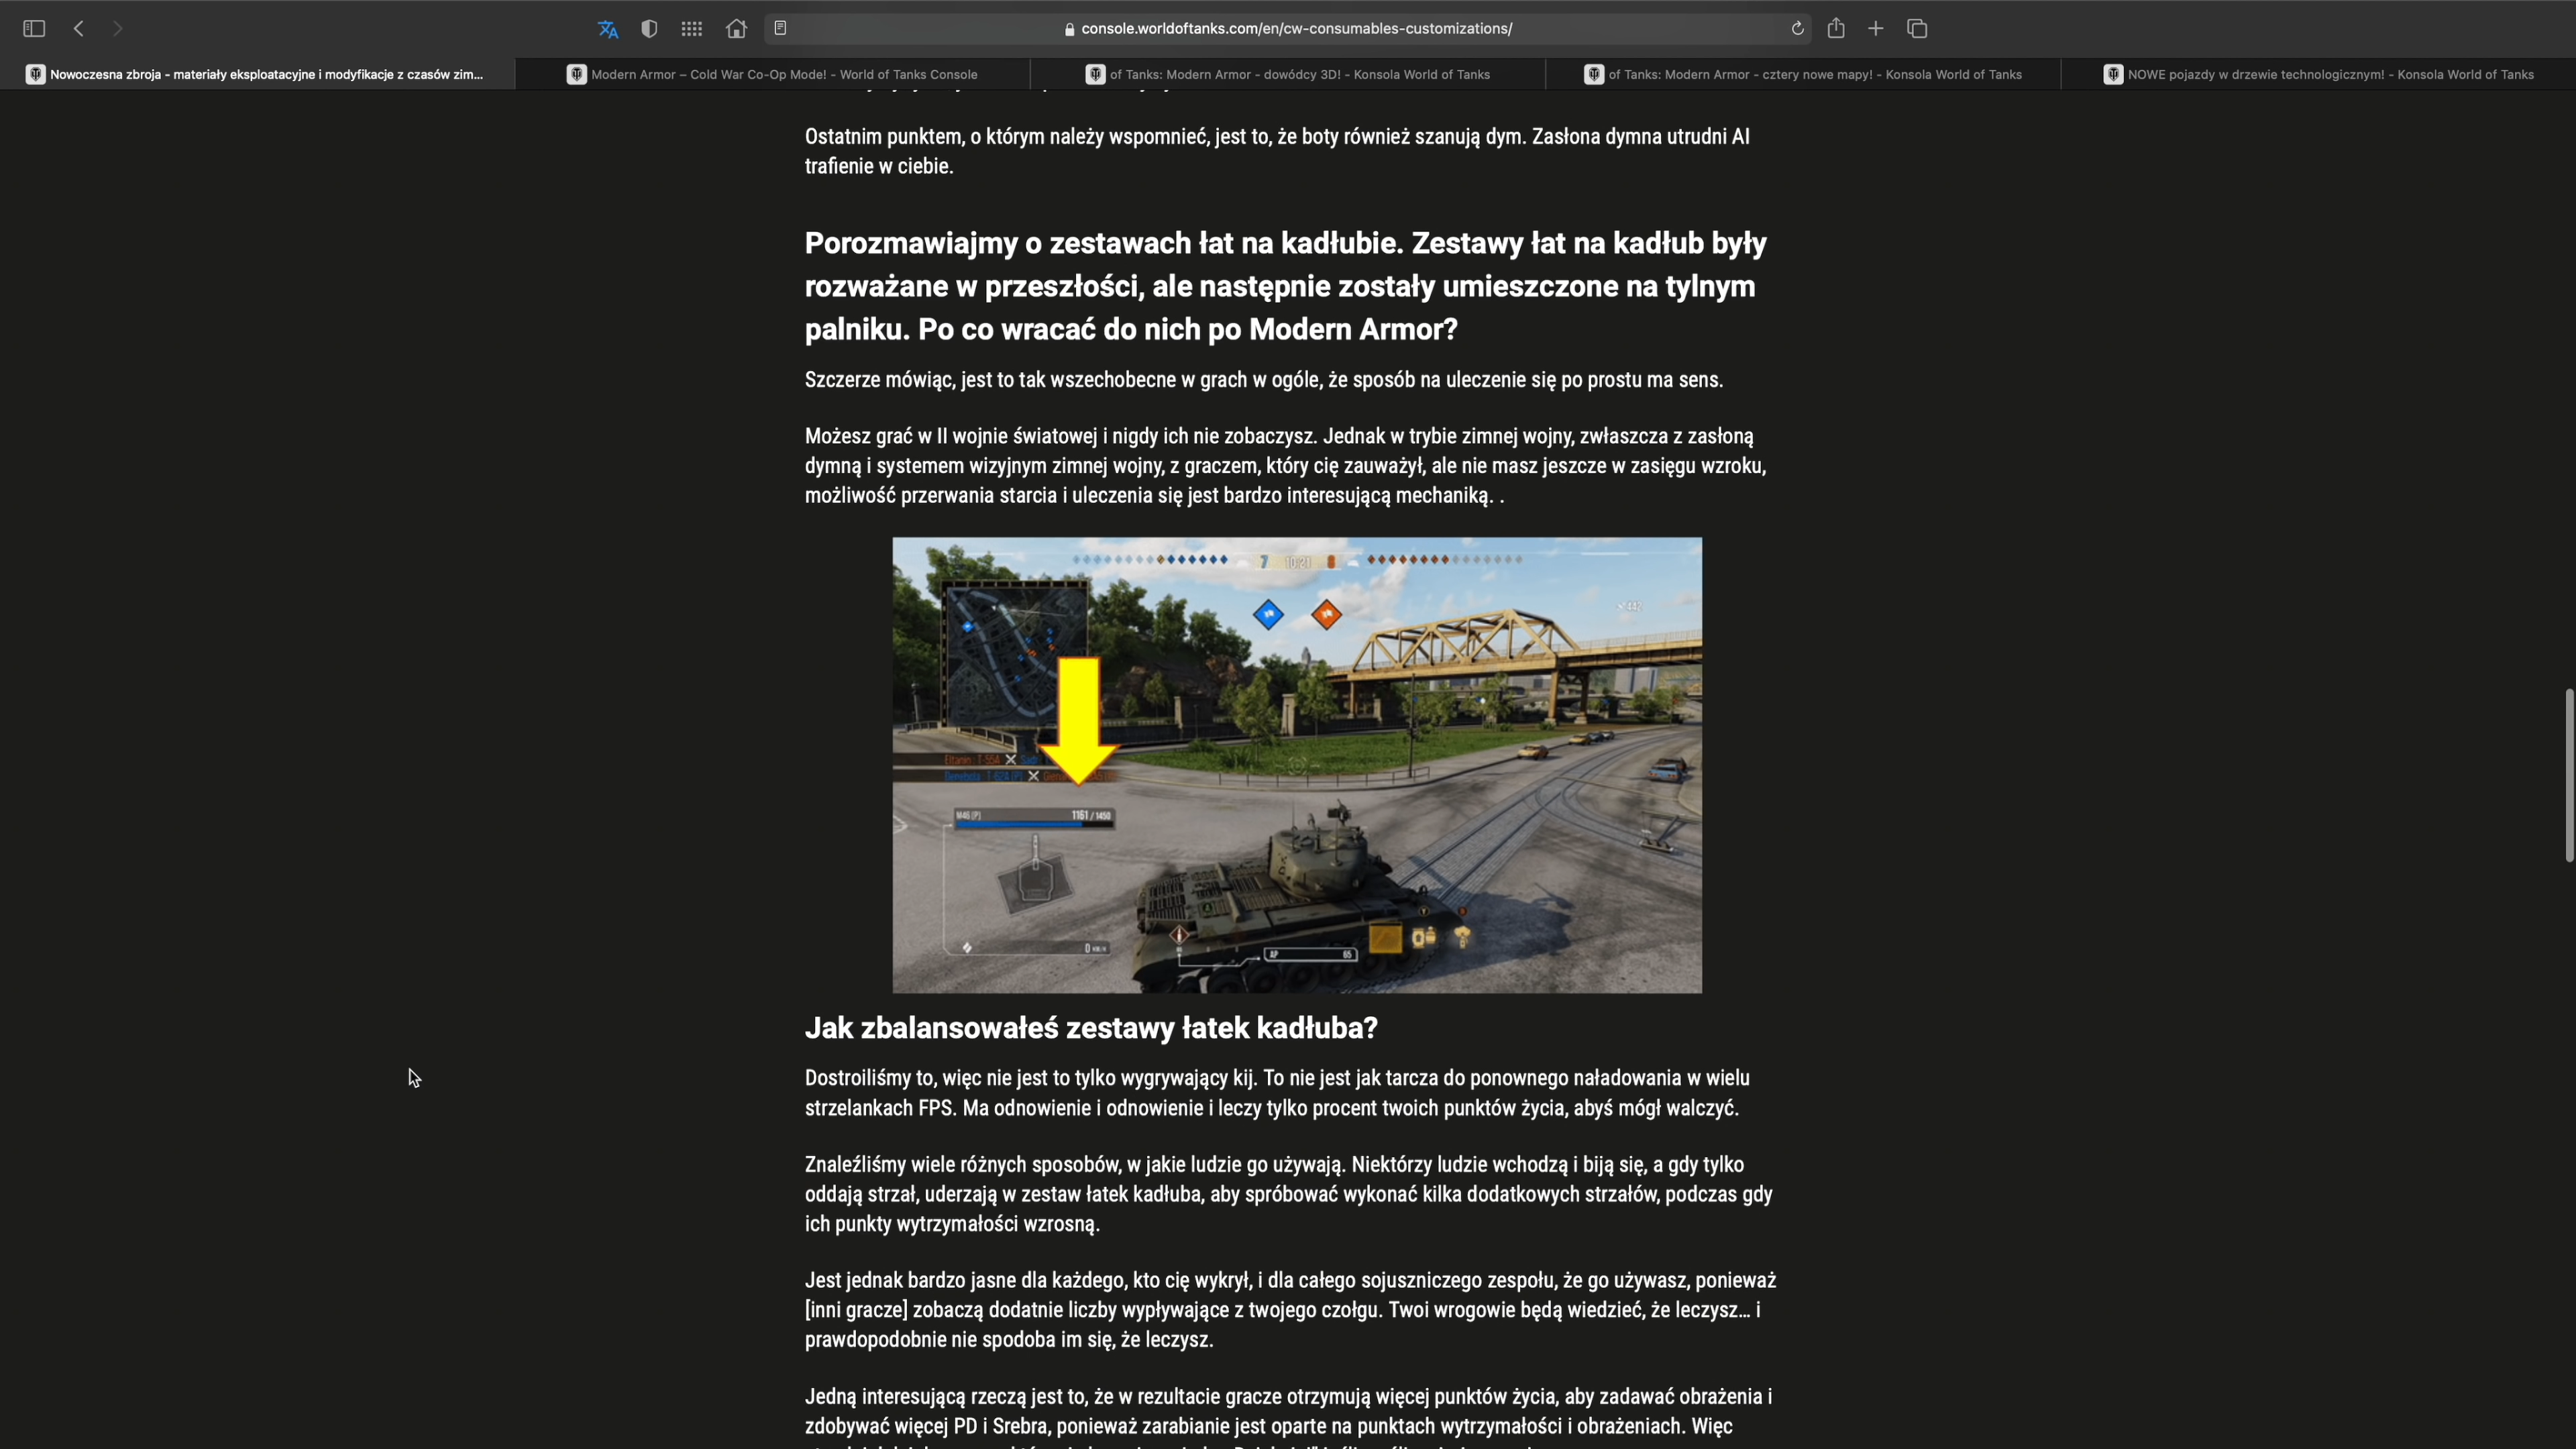 console.worldoftanks.com/en/cw-consumables-customizations/
Nowoczesna zbroja - materiały eksploatacyjne i modyfikacje z czasów zim...
Modern Armor – Cold War Co-Op Mode! - World of Tanks Console
of Tanks: Modern Armor - dowódcy 3D! - Konsola World of Tanks
of Tanks: Modern Armor - cztery nowe mapy! - Konsola World of Tanks
NOWE pojazdy w drzewie technologicznym! - Konsola World of Tanks
Ostatnim punktem, o którym należy wspomnieć, jest to, że boty również szanują dym. Zasłona dymna utrudni AI
trafienie w ciebie.
Porozmawiajmy o zestawach łat na kadłubie. Zestawy łat na kadłub były
rozważane w przeszłości, ale następnie zostały umieszczone na tylnym
palniku. Po co wracać do nich po Modern Armor?
Szczerze mówiąc, jest to tak wszechobecne w grach w ogóle, że sposób na uleczenie się po prostu ma sens.
Możesz grać w II wojnie światowej i nigdy ich nie zobaczysz. Jednak w trybie zimnej wojny, zwłaszcza z zasłoną
dymną i systemem wizyjnym zimnej wojny, z graczem, który cię zauważył, ale nie masz jeszcze w zasięgu wzroku,
możliwość przerwania starcia i uleczenia się jest bardzo interesującą mechaniką. .
7 10:21 8
442
Eltanin : T-55A
M46 (P) 1161 / 1450
0
AP 65
Jak zbalansowałeś zestawy łatek kadłuba?
Dostroiliśmy to, więc nie jest to tylko wygrywający kij. To nie jest jak tarcza do ponownego naładowania w wielu
strzelankach FPS. Ma odnowienie i odnowienie i leczy tylko procent twoich punktów życia, abyś mógł walczyć.
Znaleźliśmy wiele różnych sposobów, w jakie ludzie go używają. Niektórzy ludzie wchodzą i biją się, a gdy tylko
oddają strzał, uderzają w zestaw łatek kadłuba, aby spróbować wykonać kilka dodatkowych strzałów, podczas gdy
ich punkty wytrzymałości wzrosną.
Jest jednak bardzo jasne dla każdego, kto cię wykrył, i dla całego sojuszniczego zespołu, że go używasz, ponieważ
[inni gracze] zobaczą dodatnie liczby wypływające z twojego czołgu. Twoi wrogowie będą wiedzieć, że leczysz... i
prawdopodobnie nie spodoba im się, że leczysz.
Jedną interesującą rzeczą jest to, że w rezultacie gracze otrzymują więcej punktów życia, aby zadawać obrażenia i
zdobywać więcej PD i Srebra, ponieważ zarabianie jest oparte na punktach wytrzymałości i obrażeniach. Więc